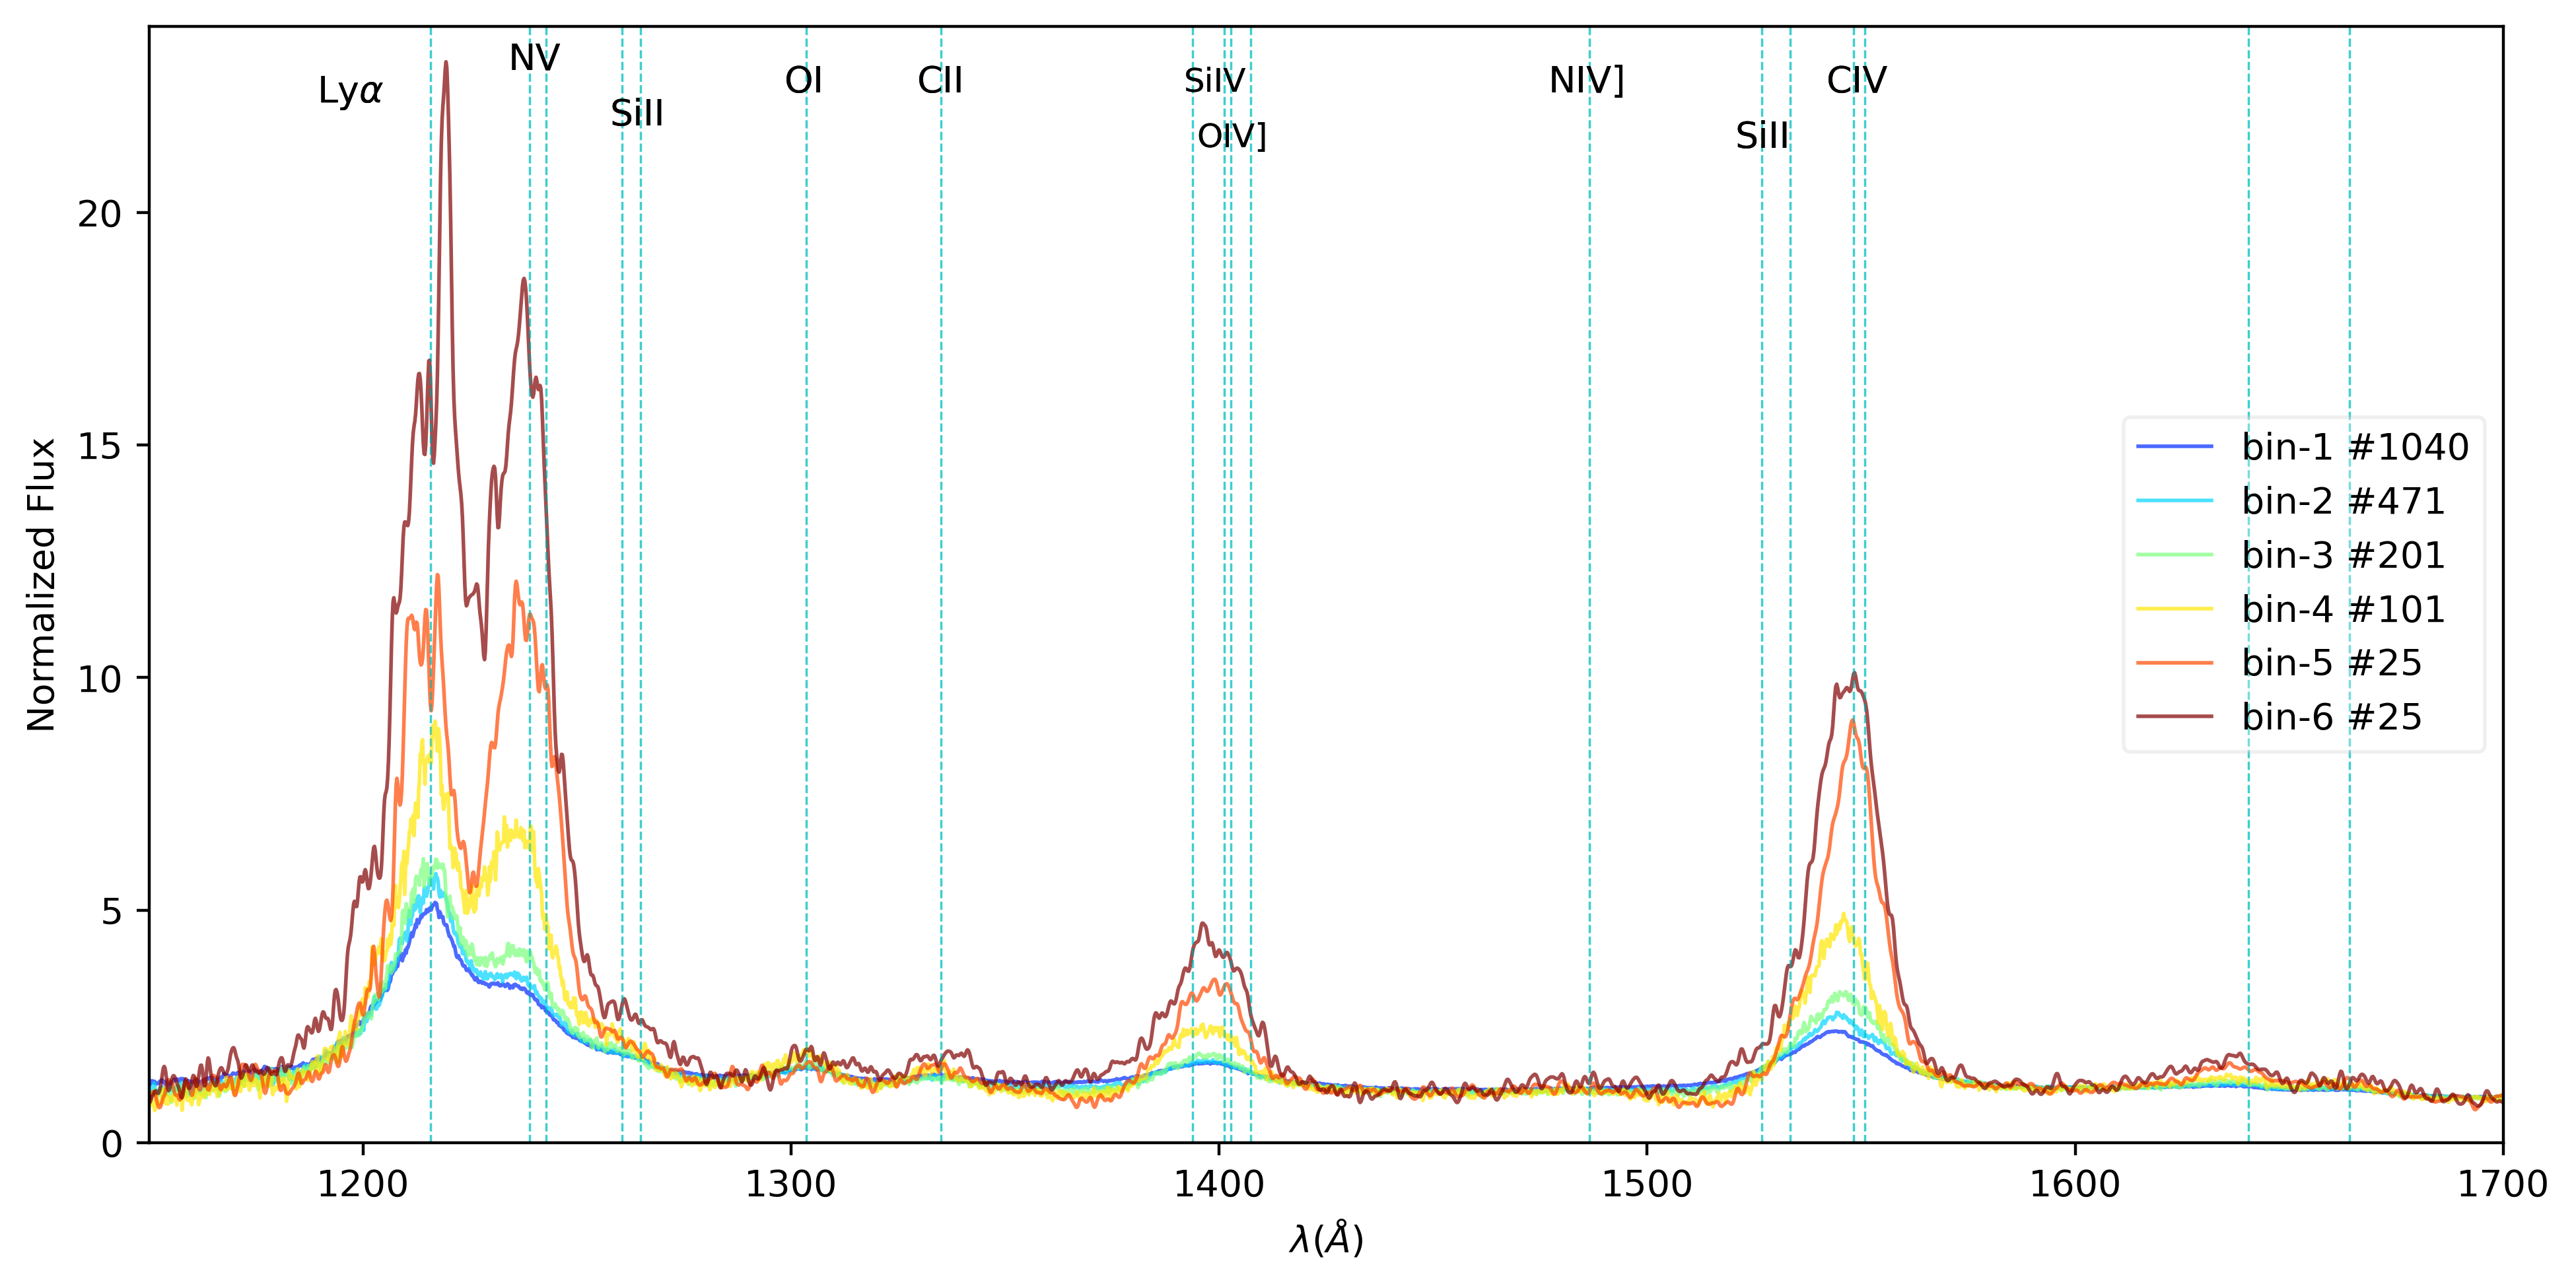 NV
Lyα
OI
CII
SiIV
NIV]
CIV
SiII
OIV]
SiII
20
15
10
5
0
Normalized Flux
bin-1 #1040
bin-2 #471
bin-3 #201
bin-4 #101
bin-5 #25
bin-6 #25
1200
1300
1400
1500
1600
1700
λ(Å)